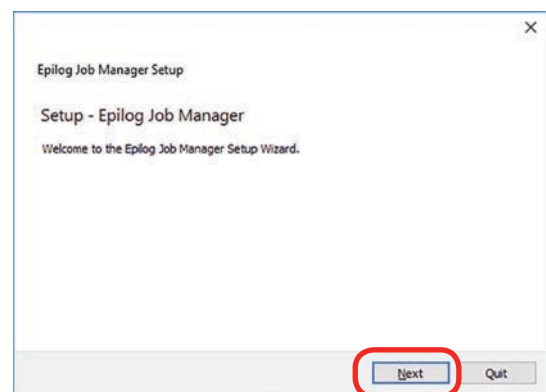 Epilog Job Manager Setup
Setup - Epilog Job Manager
Welcome to the Epilog Job Manager Setup Wizard.
Next Quit